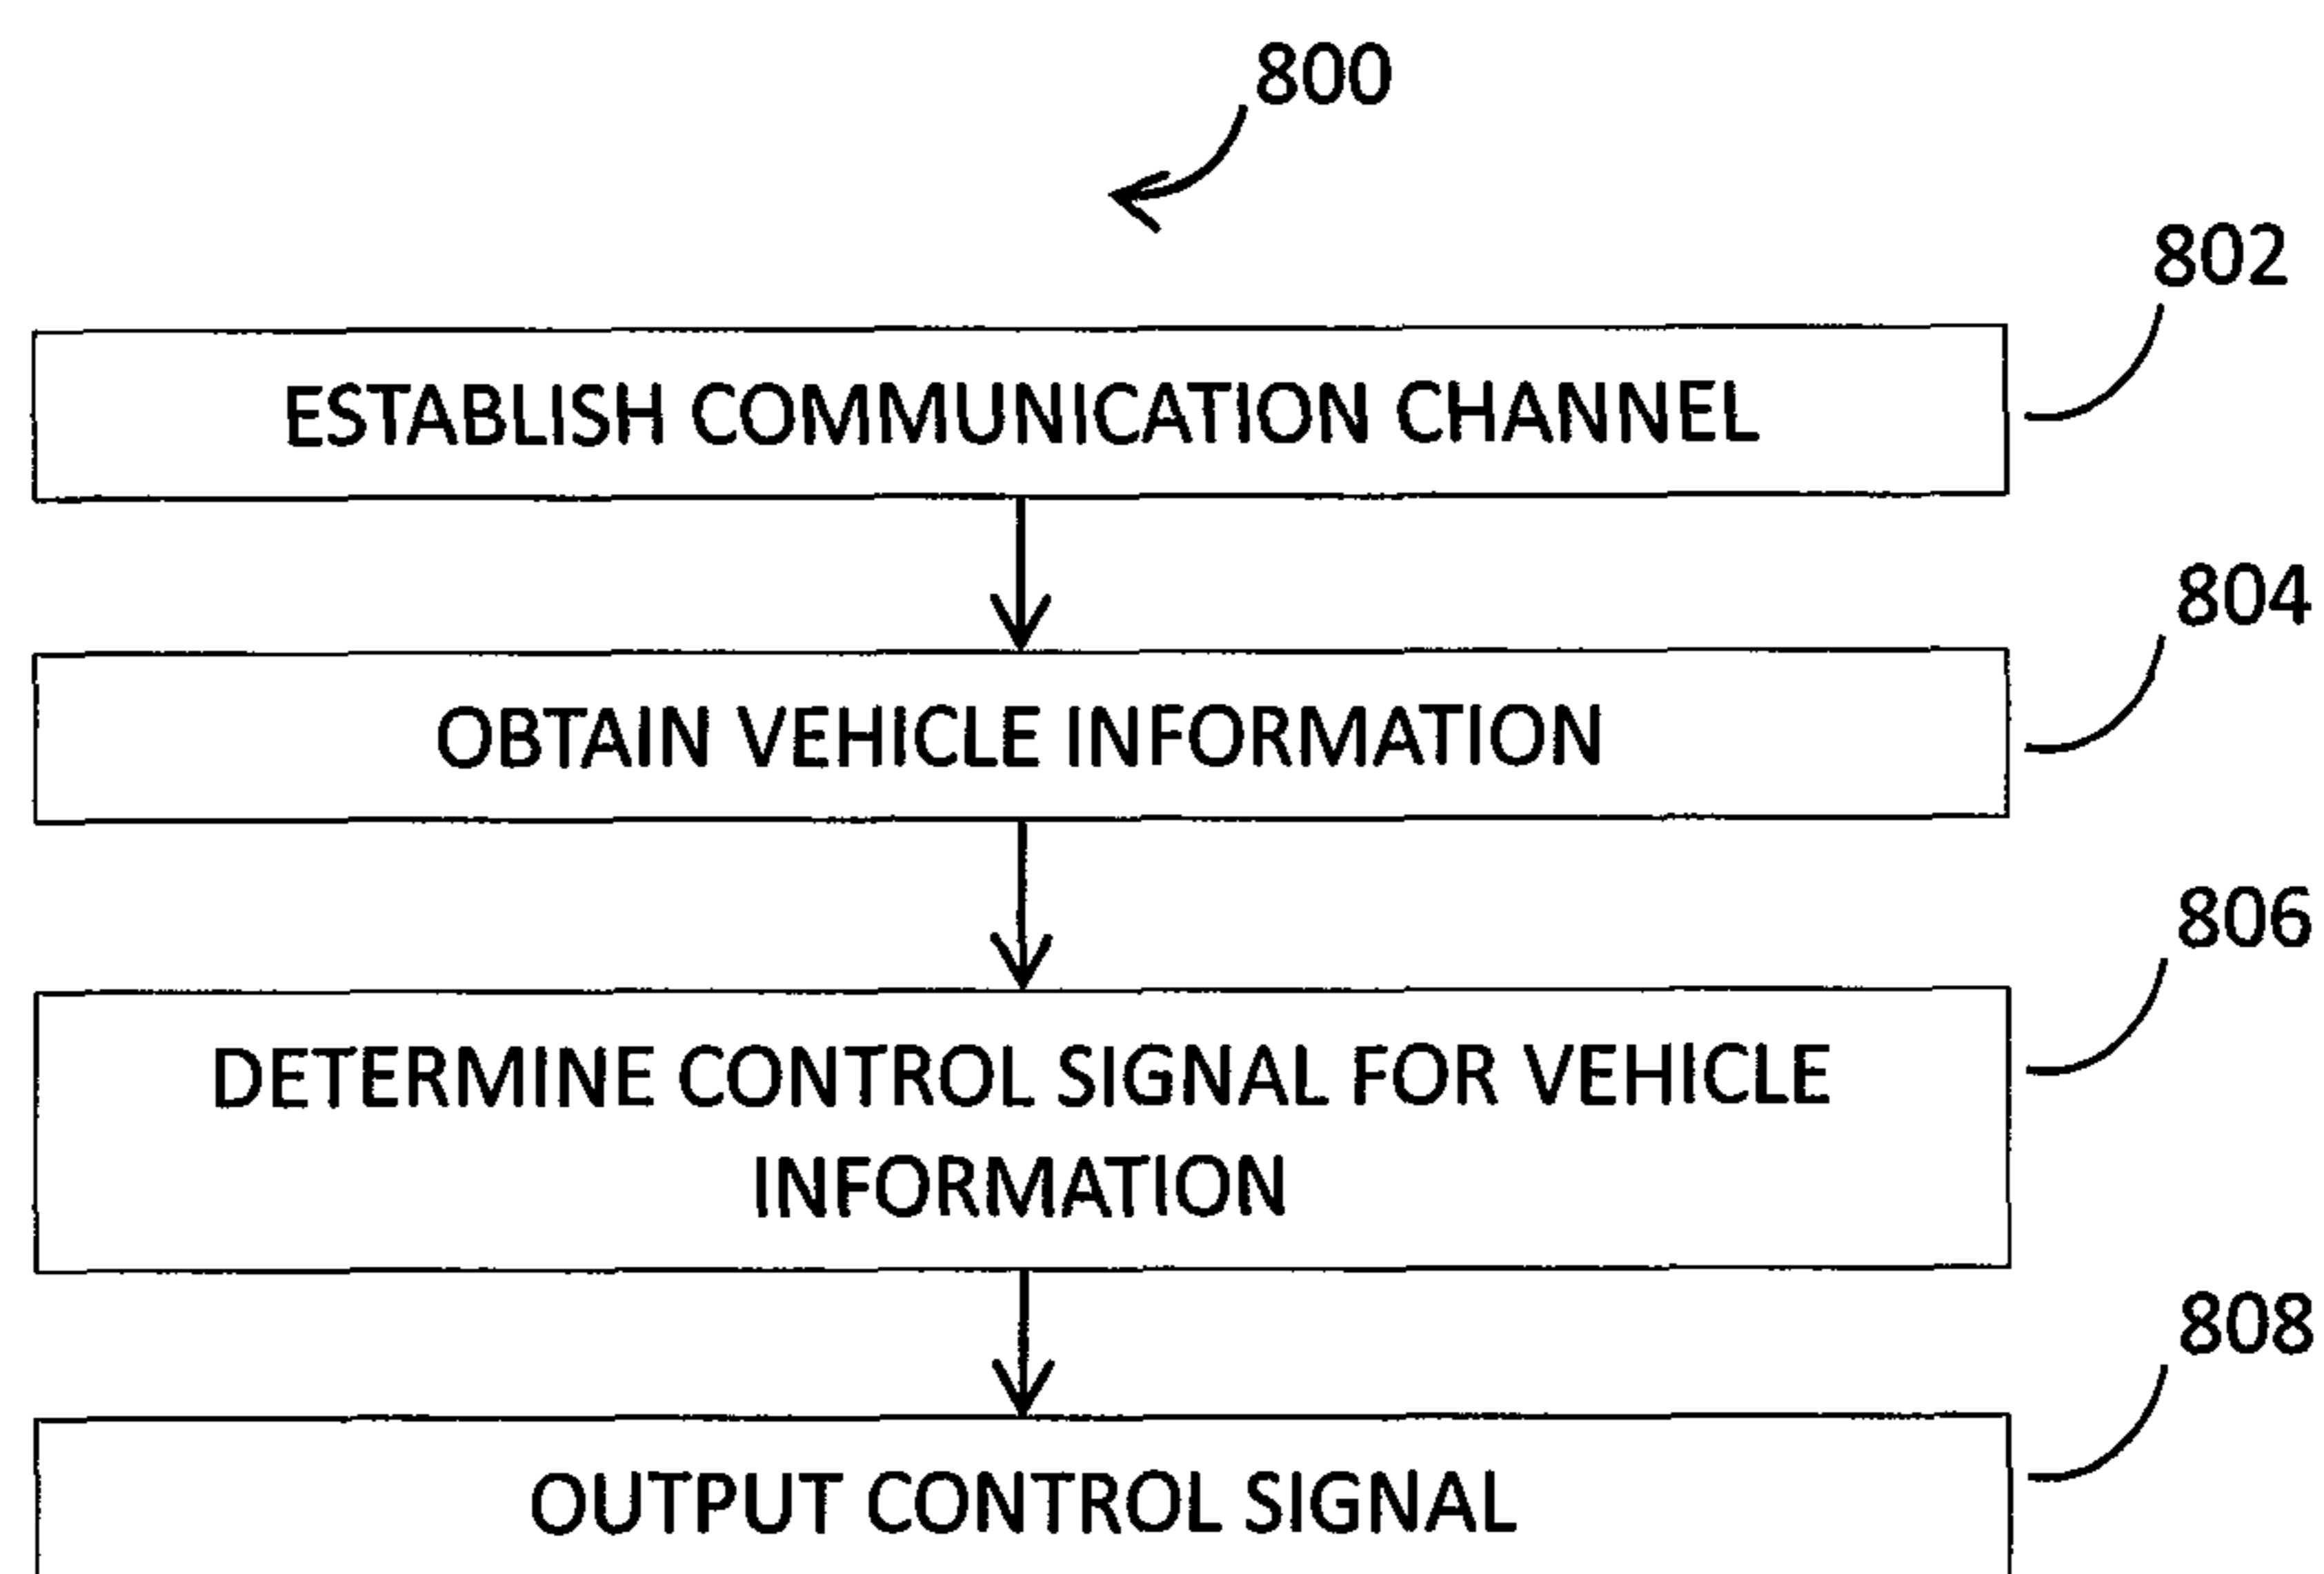 800
802
ESTABLISH COMMUNICATION CHANNEL
804
OBTAIN VEHICLE INFORMATION
806
DETERMINE CONTROL SIGNAL FOR VEHICLE
INFORMATION
808
OUTPUT CONTROL SIGNAL